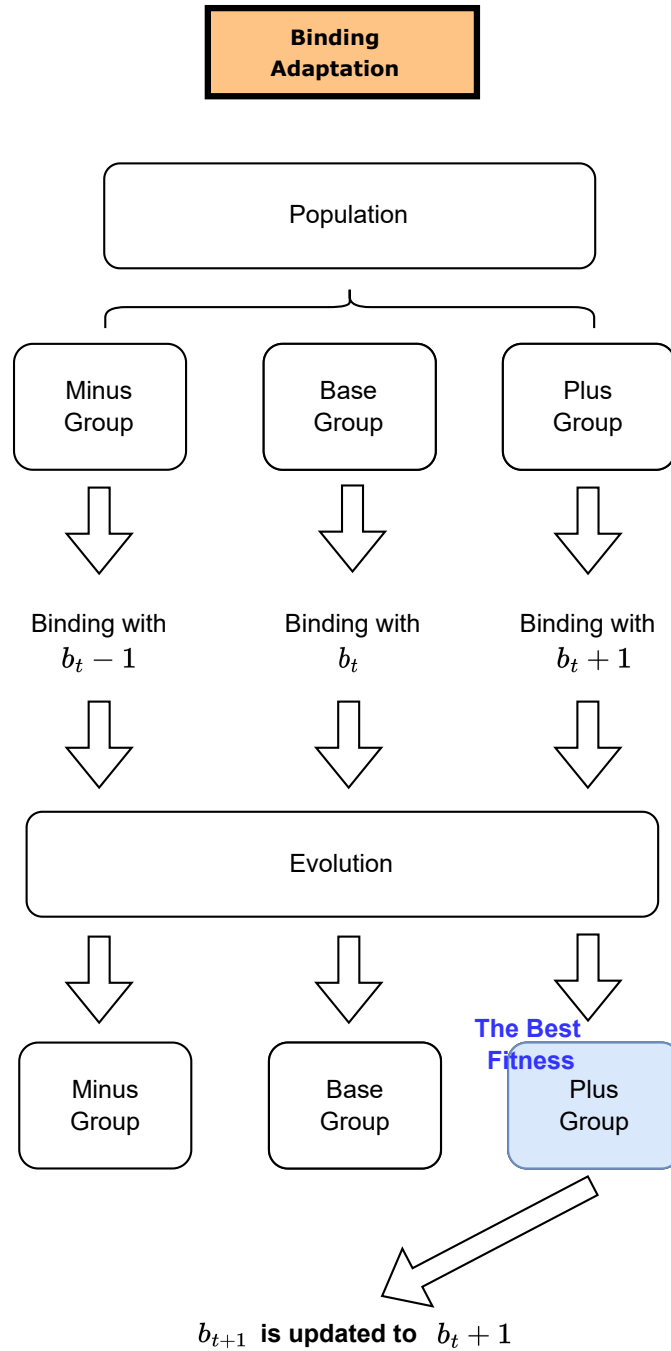 Binding
Adaptation
Population
Minus
Group
Base
Group
Plus
Group
Binding with
$b_t - 1$
Binding with
$b_t$
Binding with
$b_t + 1$
Evolution
The Best
Fitness
Minus
Group
Base
Group
Plus
Group
$b_{t+1}$ is updated to $b_t + 1$